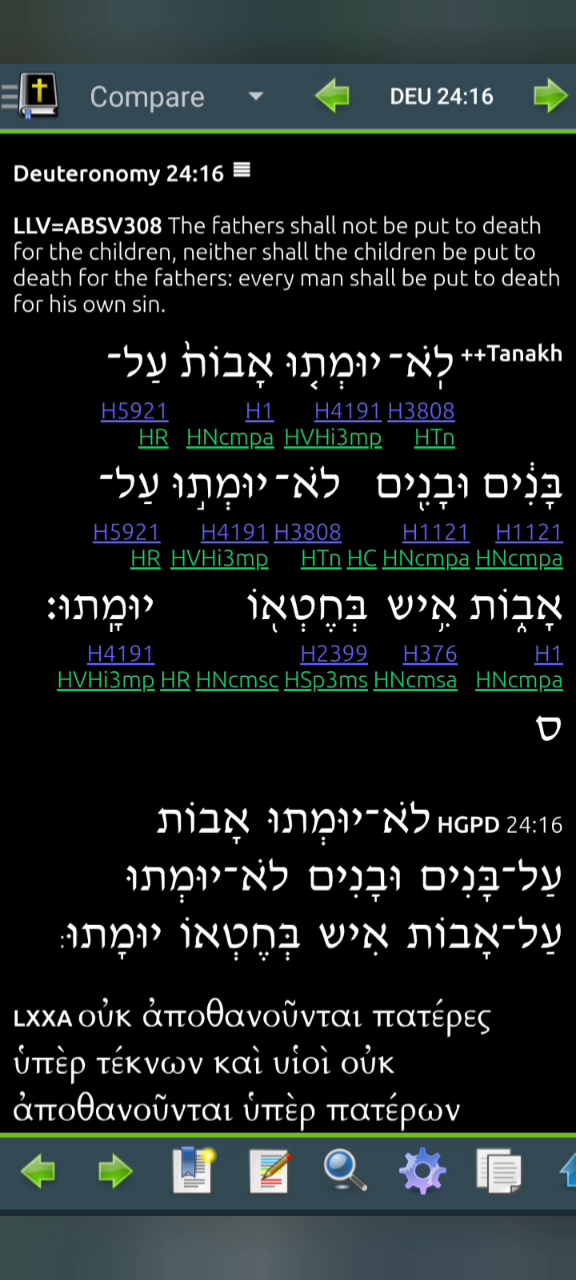 Compare
DEU 24:16
Deuteronomy 24:16
LLV=ABSV308 The fathers shall not be put to death
for the children, neither shall the children be put to
death for the fathers: every man shall be put to death
for his own sin.
++Tanakh לֹֽא־יוּמְת֤וּ אָבוֹת֙ עַל־
H5921 H1 H4191 H3808
HR HNcmpa HVHi3mp HTn
בָּנִ֔ים וּבָנִ֖ים לֹא־יוּמְת֣וּ עַל־
H5921 H4191 H3808 H1121 H1121
HR HVHi3mp HTn HC HNcmpa HNcmpa
אָב֑וֹת אִ֥ישׁ בְּחֶטְא֖וֹ יוּמָֽתוּ׃
H4191 H2399 H376 H1
HVHi3mp HR HNcmsc HSp3ms HNcmsa HNcmpa
ס
HGPD 24:16 לֹא־יוּמְתוּ אָבוֹת
עַל־בָּנִים וּבָנִים לֹא־יוּמְתוּ
עַל־אָבוֹת אִישׁ בְּחֶטְאוֹ יוּמָתוּ׃
LXXA οὐκ ἀποθανοῦνται πατέρες
ὑπὲρ τέκνων καὶ υἱοὶ οὐκ
ἀποθανοῦνται ὑπὲρ πατέρων